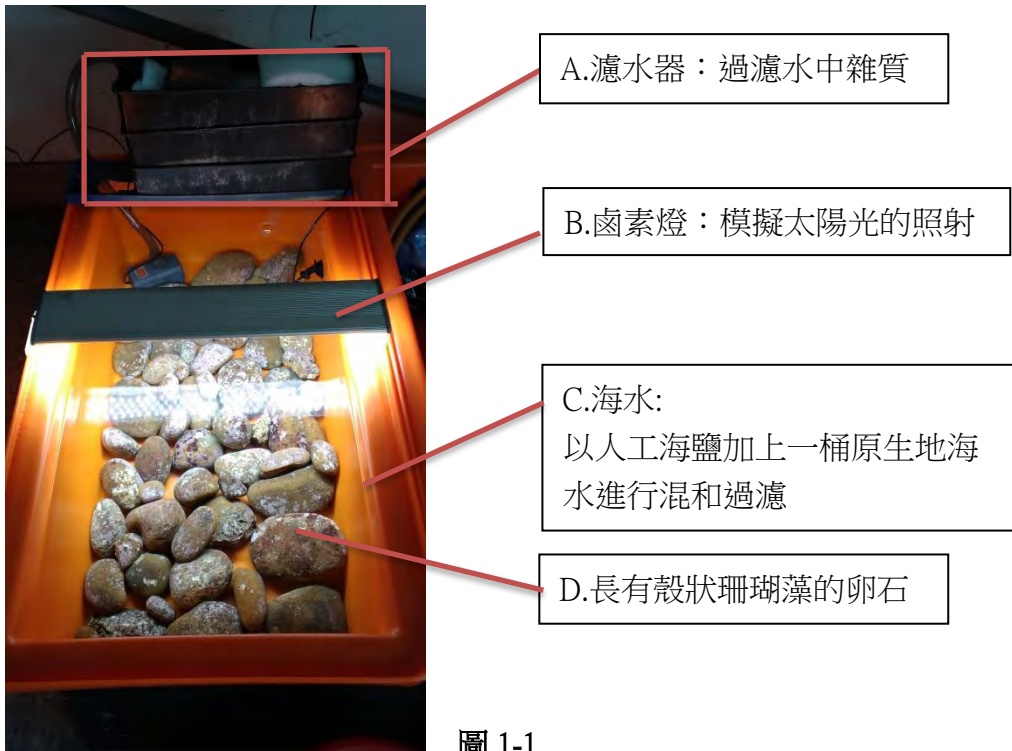 A.濾水器：過濾水中雜質
B.鹵素燈：模擬太陽光的照射
C.海水:
以人工海鹽加上一桶原生地海
水進行混和過濾
D.長有殼狀珊瑚藻的卵石
圖 1-1